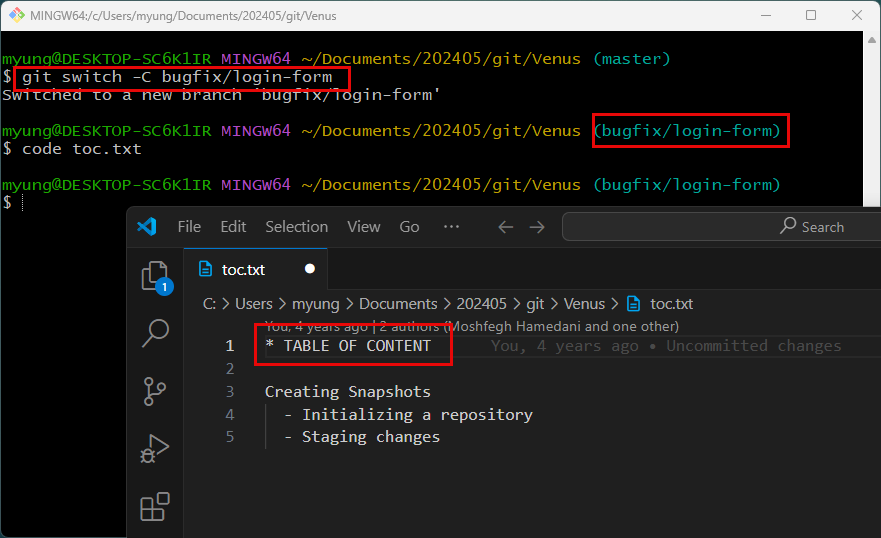 MINGW64:/c/Users/myung/Documents/202405/git/Venus
myung@DESKTOP-SC6K1IR MINGW64 ~/Documents/202405/git/Venus (master)
$ git switch -C bugfix/login-form
Switched to a new branch 'bugfix/login-form'
myung@DESKTOP-SC6K1IR MINGW64 ~/Documents/202405/git/Venus (bugfix/login-form)
$ code toc.txt
myung@DESKTOP-SC6K1IR MINGW64 ~/Documents/202405/git/Venus (bugfix/login-form)
$
File Edit Selection View Go ··· Search
toc.txt
1
C: > Users > myung > Documents > 202405 > git > Venus > toc.txt
You, 4 years ago | 2 authors (Moshfegh Hamedani and one other)
1 * TABLE OF CONTENT You, 4 years ago • Uncommitted changes
2
3 Creating Snapshots
4 - Initializing a repository
5 - Staging changes